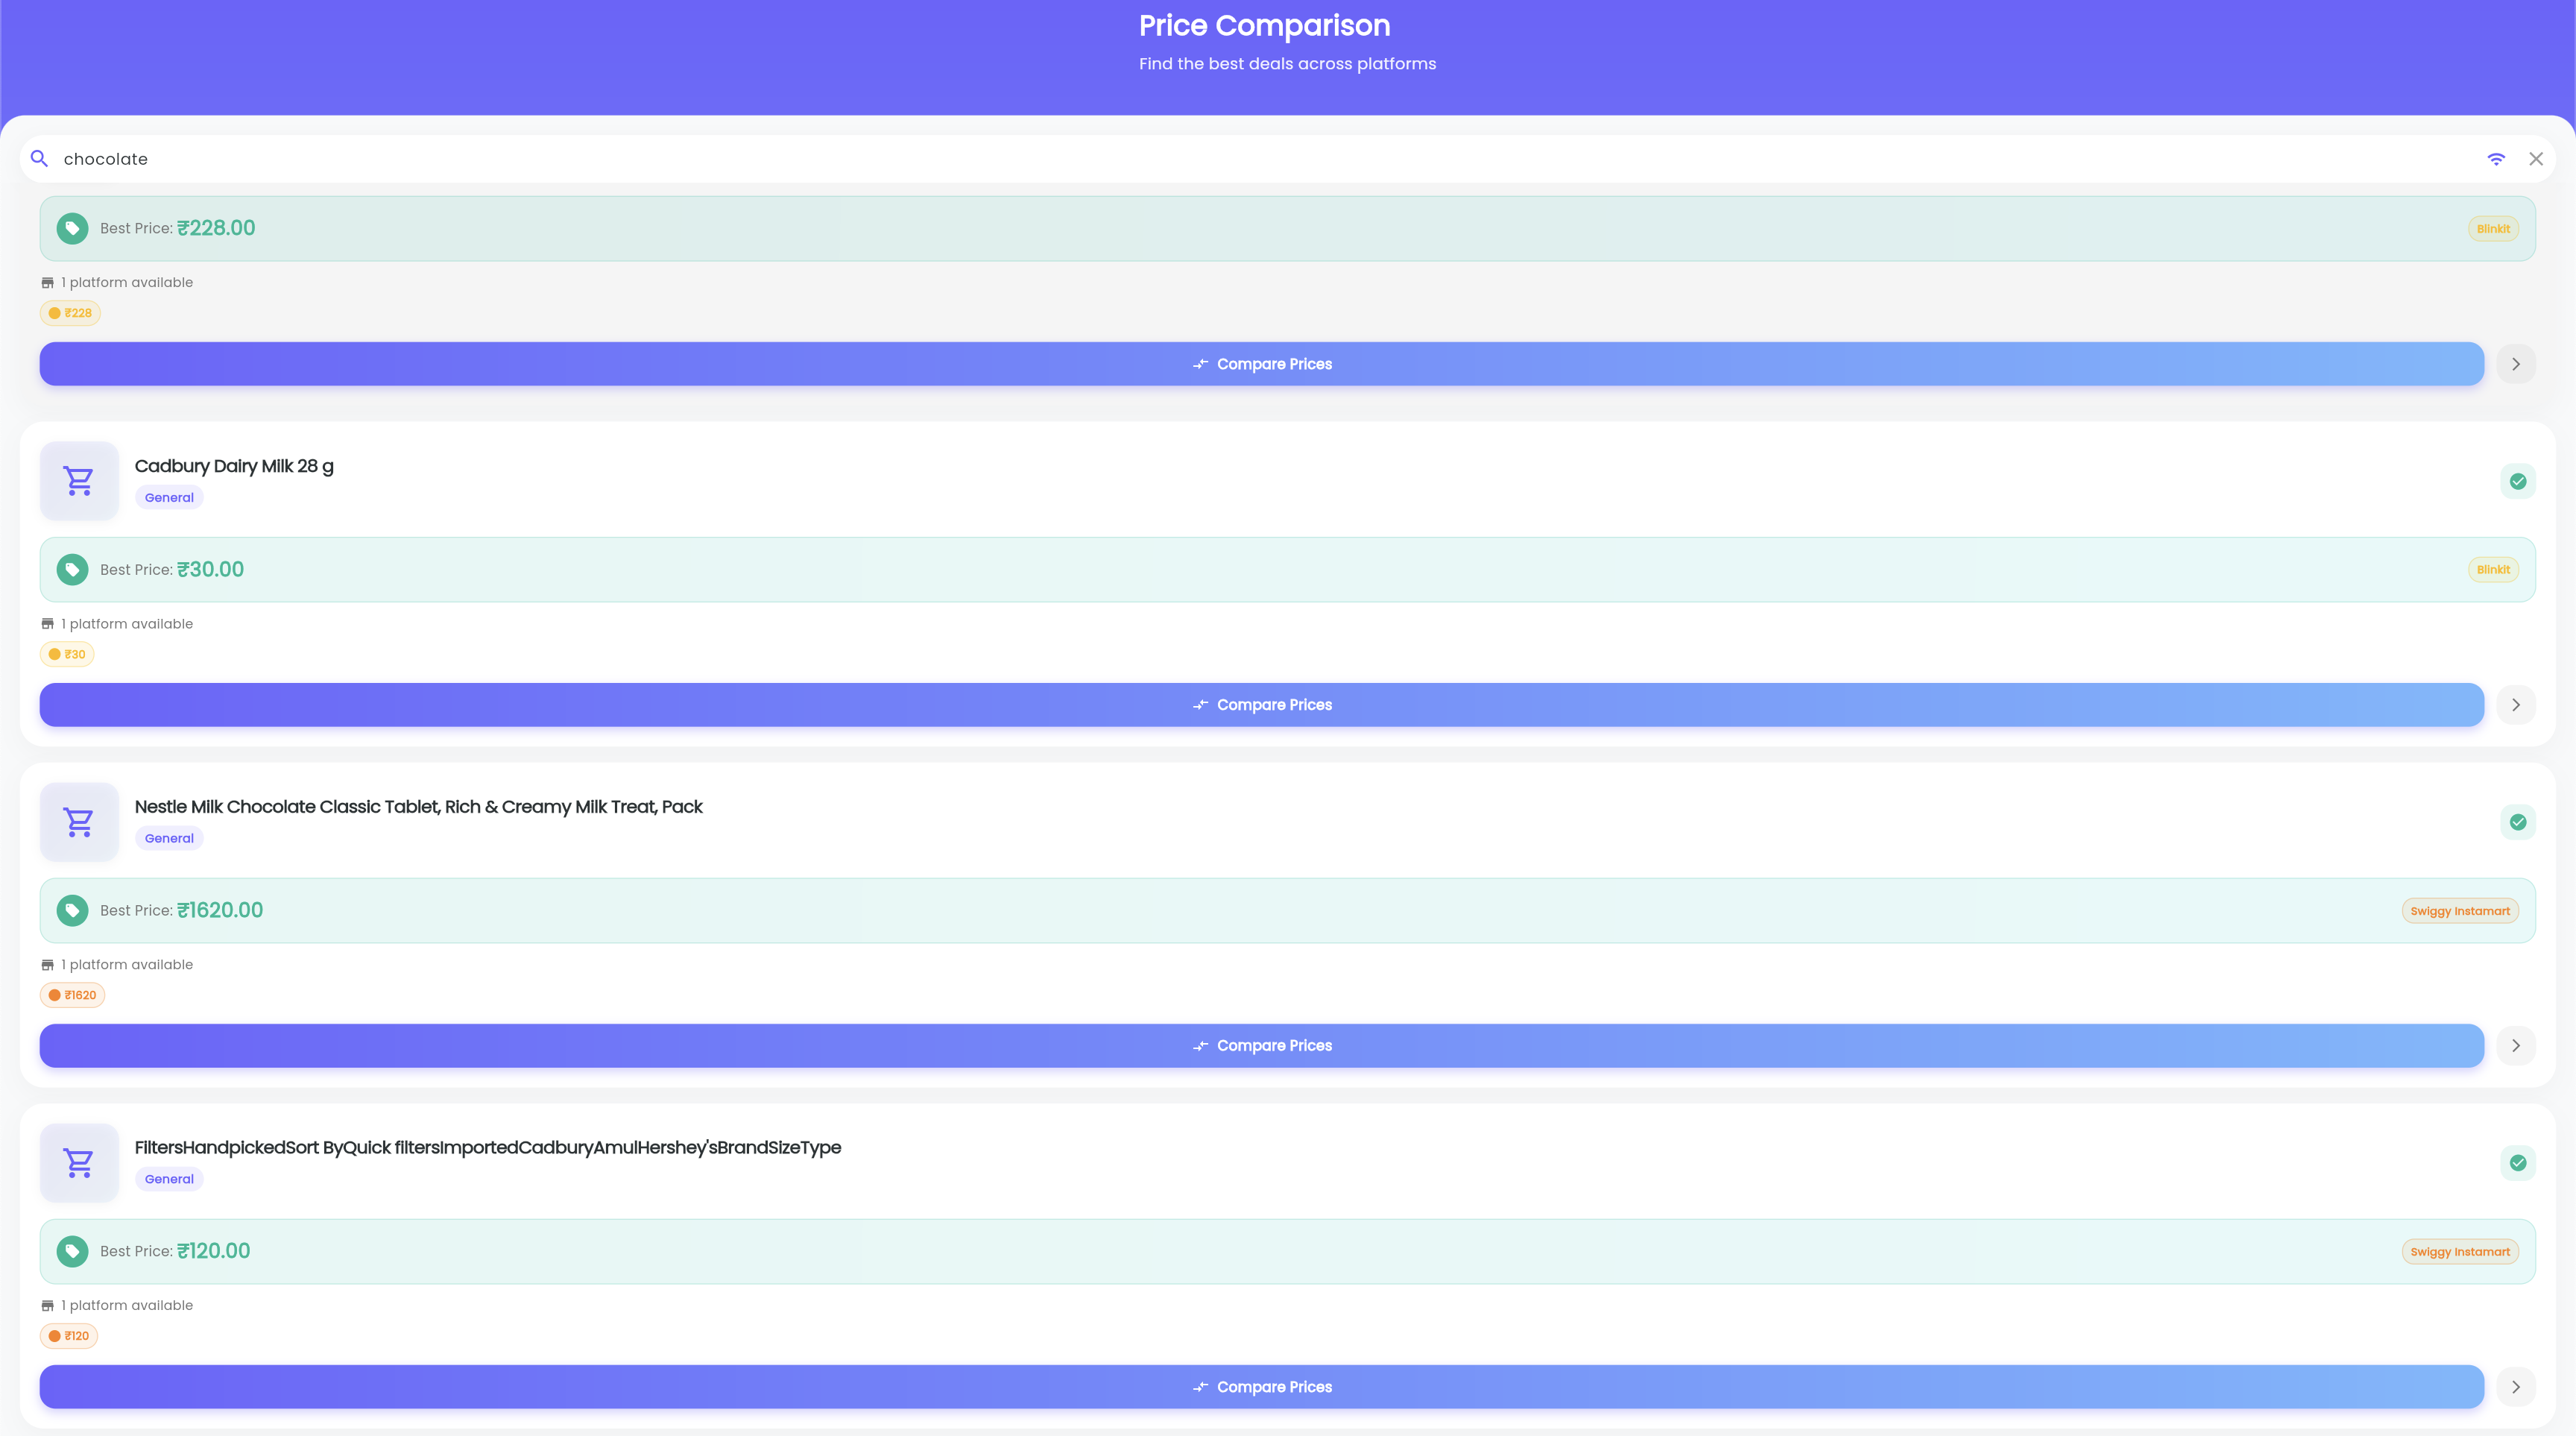 Price Comparison
Find the best deals across platforms
chocolate
Best Price: ₹228.00
Blinkit
1 platform available
₹228
Compare Prices
Cadbury Dairy Milk 28 g
General
Best Price: ₹30.00
Blinkit
1 platform available
₹30
Compare Prices
Nestle Milk Chocolate Classic Tablet, Rich & Creamy Milk Treat, Pack
General
Best Price: ₹1620.00
Swiggy Instamart
1 platform available
₹1620
Compare Prices
FiltersHandpickedSort ByQuick filtersImportedCadburyAmulHershey'sBrandSizeType
General
Best Price: ₹120.00
Swiggy Instamart
1 platform available
₹120
Compare Prices